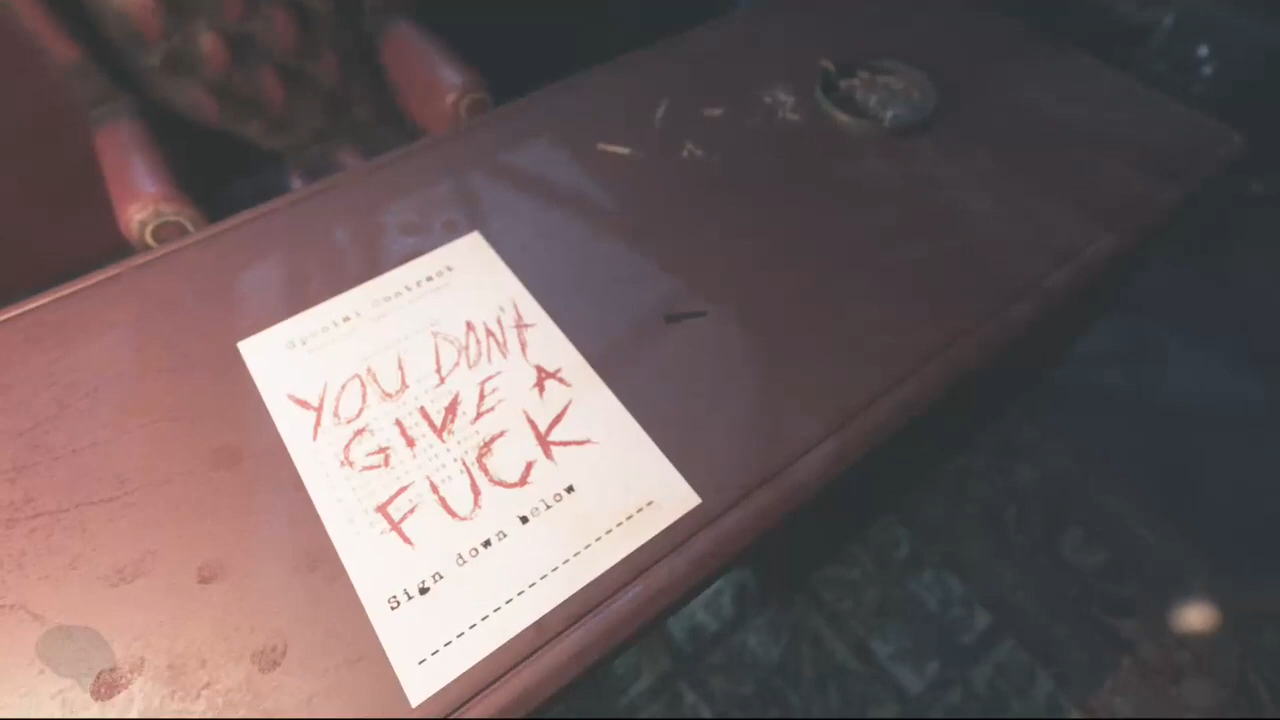 Special Contract
YOU DON'T
GIVE A
FUCK
Sign down below